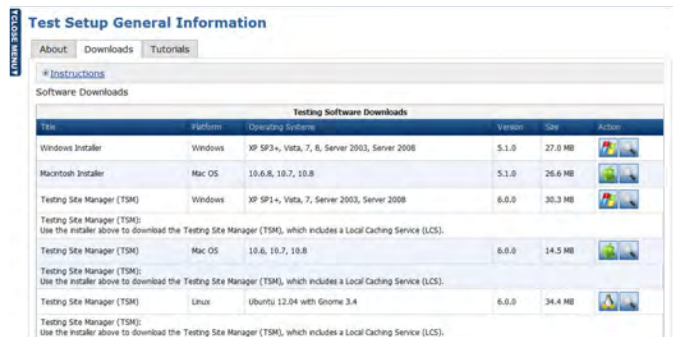 ▼CLOSE MENU▼
Test Setup General Information
About Downloads Tutorials
Instructions
Software Downloads
Testing Software Downloads
Title Platform Operating Systems Version Size Action
Windows Installer Windows XP SP3+, Vista, 7, 8, Server 2003, Server 2008 5.1.0 27.0 MB
Macintosh Installer Mac OS 10.6.8, 10.7, 10.8 5.1.0 26.6 MB
Testing Site Manager (TSM) Windows XP SP1+, Vista, 7, Server 2003, Server 2008 6.0.0 30.3 MB
Testing Site Manager (TSM):
Use the installer above to download the Testing Site Manager (TSM), which includes a Local Caching Service (LCS).
Testing Site Manager (TSM) Mac OS 10.6, 10.7, 10.8 6.0.0 14.5 MB
Testing Site Manager (TSM):
Use the installer above to download the Testing Site Manager (TSM), which includes a Local Caching Service (LCS).
Testing Site Manager (TSM) Linux Ubuntu 12.04 with Gnome 3.4 6.0.0 34.4 MB
Testing Site Manager (TSM):
Use the installer above to download the Testing Site Manager (TSM), which includes a Local Caching Service (LCS).